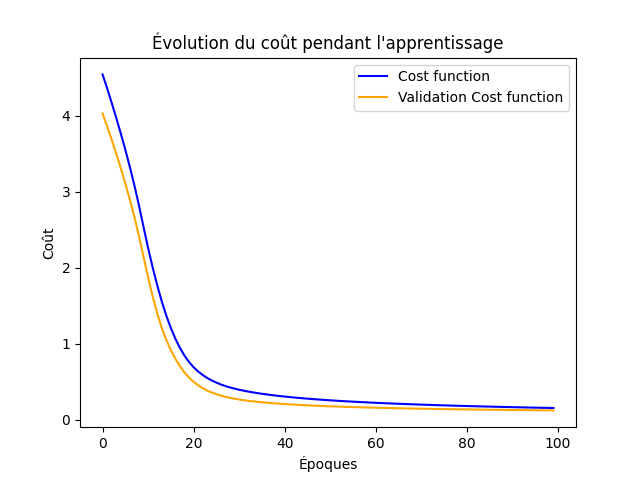 Évolution du coût pendant l'apprentissage
Cost function
Validation Cost function
Coût
4
3
2
1
0
0 20 40 60 80 100
Époques